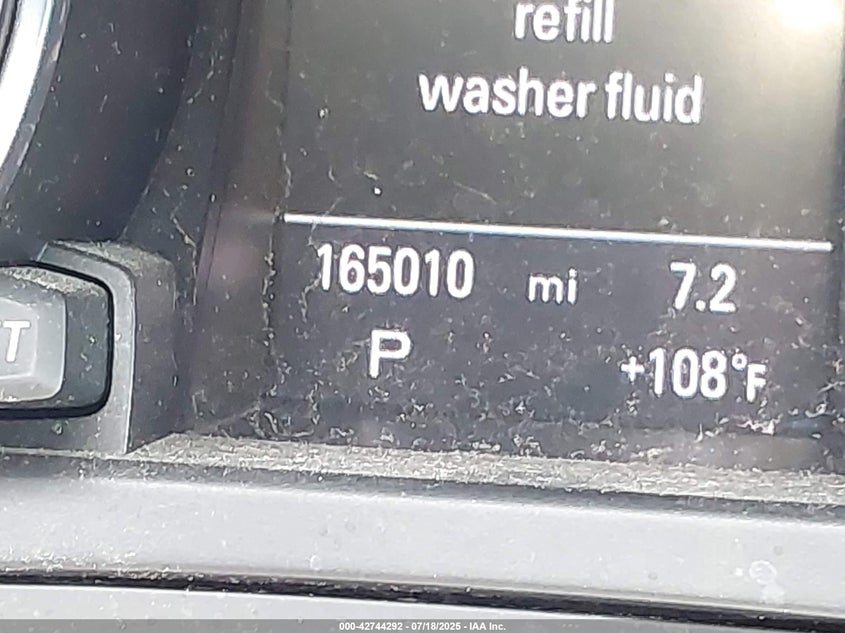 refill
washer fluid
165010 mi 7.2
P +108°F
T
000-42744292 - 07/18/2025 - IAA Inc.